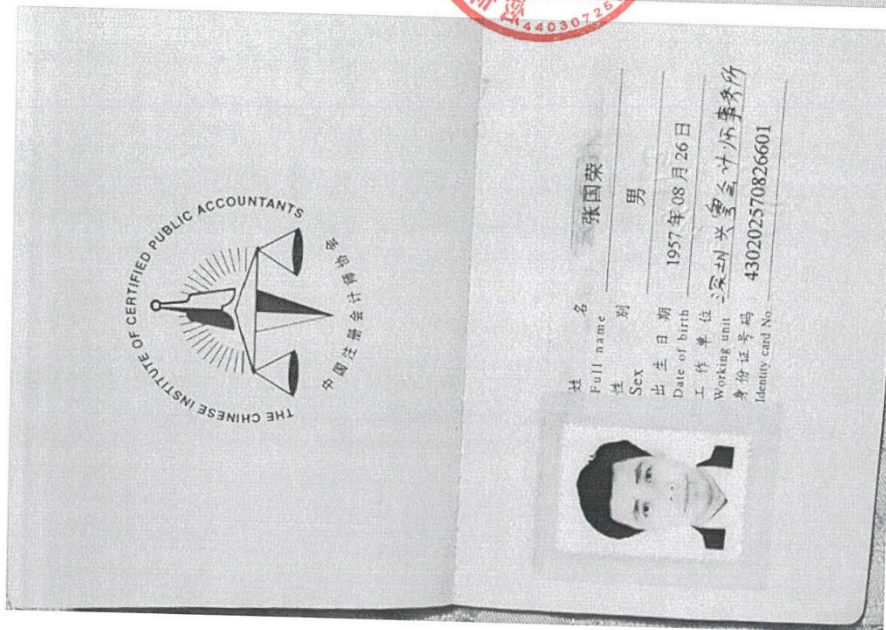 44030726
THE CHINESE INSTITUTE OF CERTIFIED PUBLIC ACCOUNTANTS
中国注册会计师协会
姓 名 张国荣
Full name
性 别 男
Sex
出生日期 1957年08月26日
Date of birth
工作单位 深圳兴粤会计师事务所
Working unit
身份证号码 430202570826601
Identity card No.